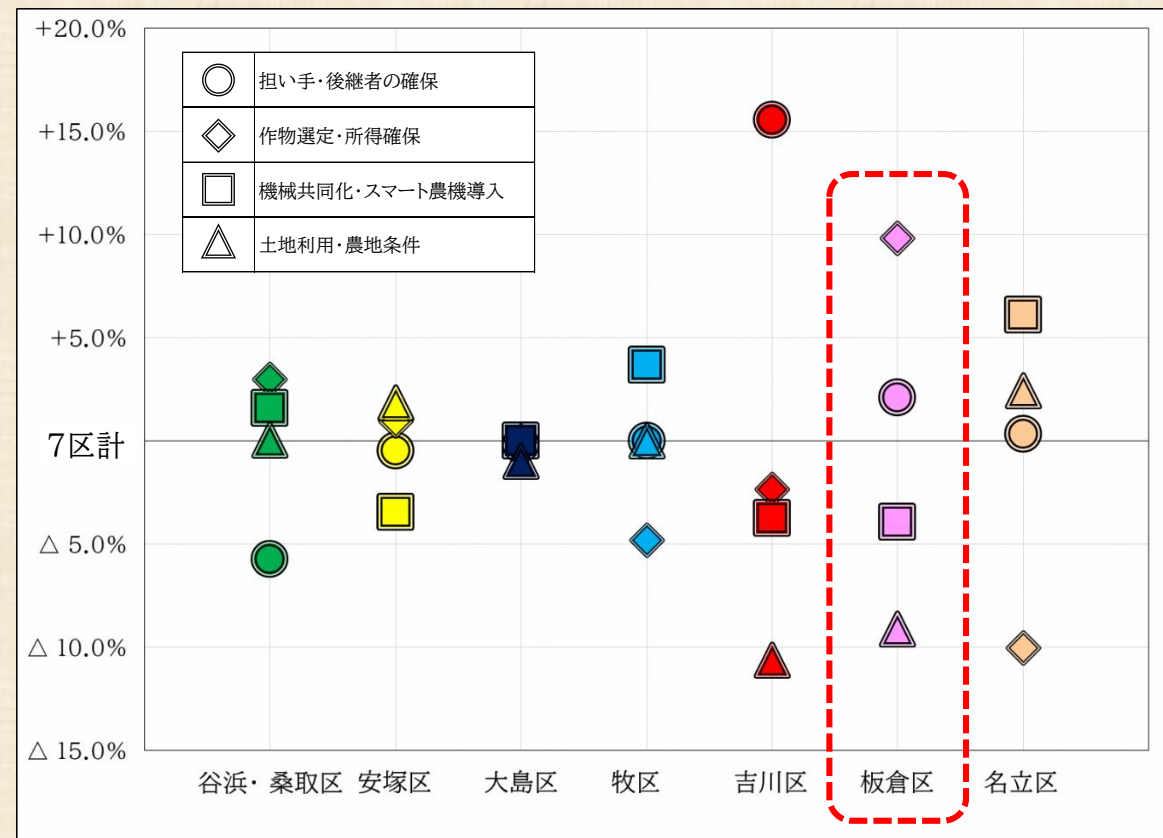 +20.0%
+15.0%
+10.0%
+5.0%
7区計
△ 5.0%
△ 10.0%
△ 15.0%
担い手・後継者の確保
作物選定・所得確保
機械共同化・スマート農機導入
土地利用・農地条件
谷浜・ 桑取区 安塚区 大島区 牧区 吉川区 板倉区 名立区